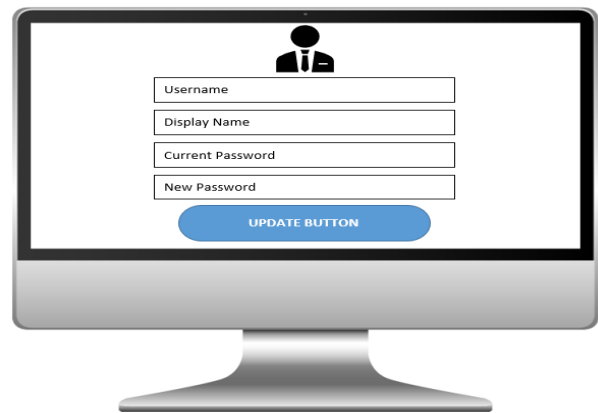 Username
Display Name
Current Password
New Password
UPDATE BUTTON